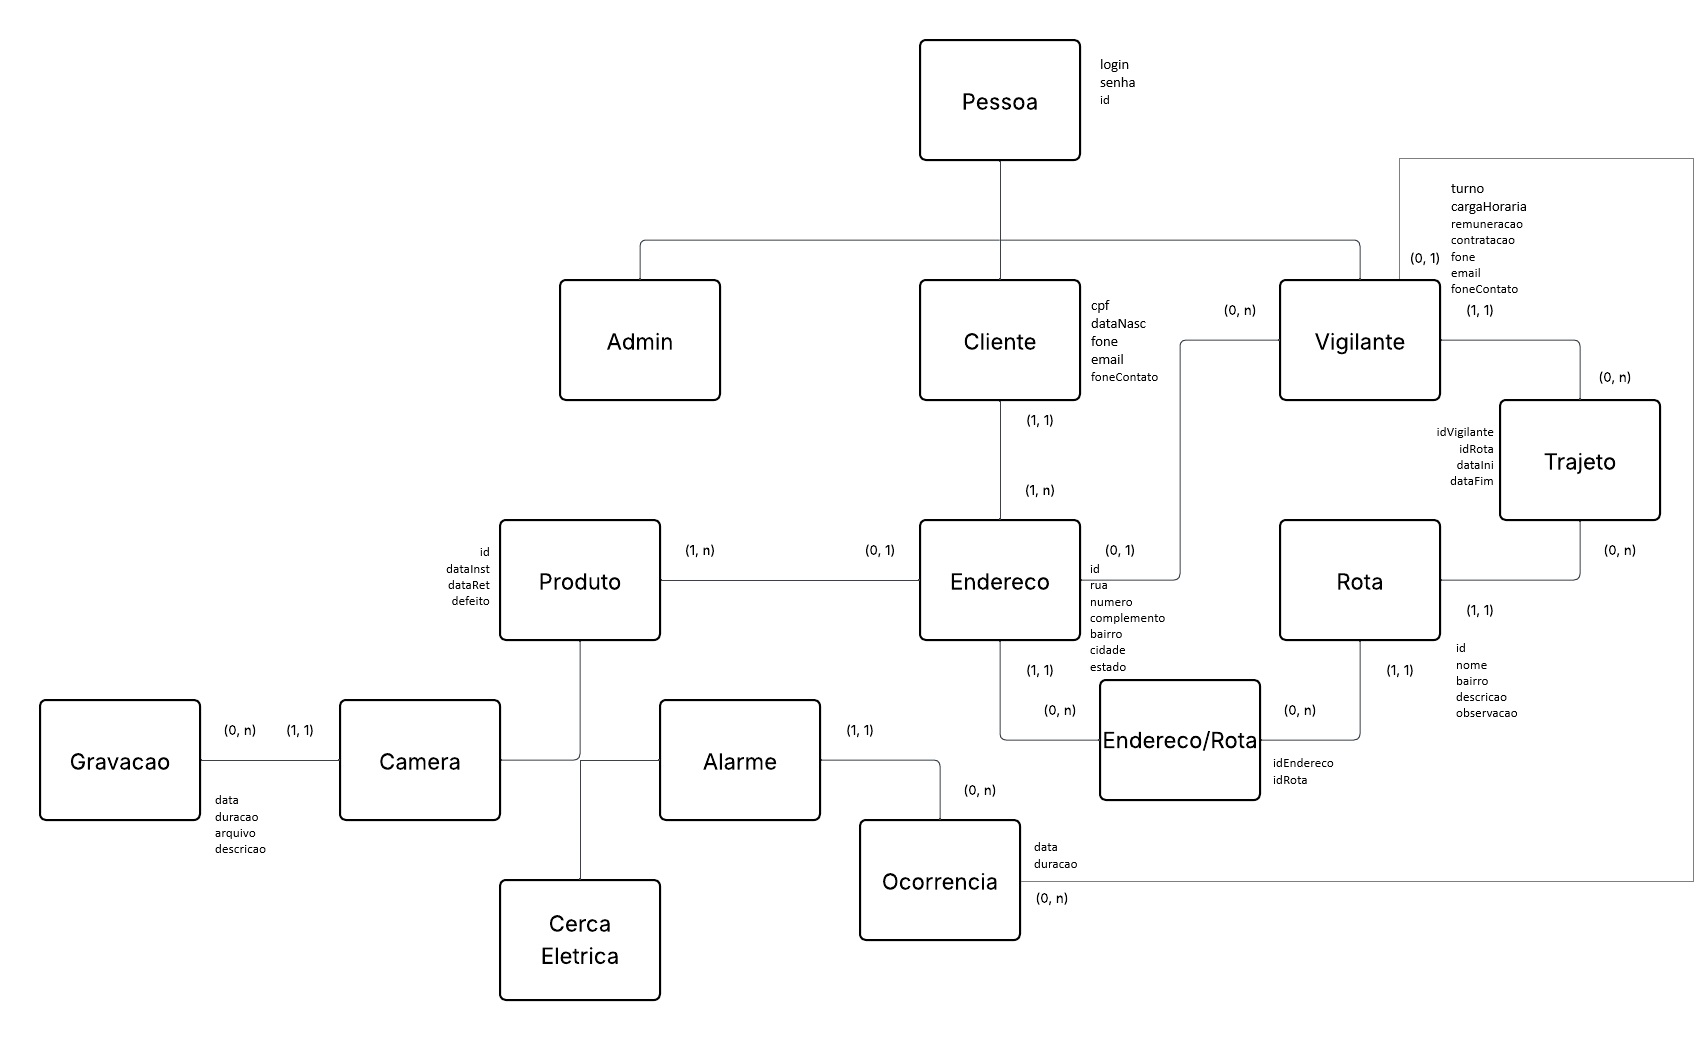 Pessoa
login
senha
id
turno
cargaHoraria
remuneracao
contratacao
fone
email
foneContato
(0, 1)
(1, 1)
Admin
Cliente
cpf
dataNasc
fone
email
foneContato
(0, n)
Vigilante
(0, n)
(1, 1)
idVigilante
idRota
dataIni
dataFim
Trajeto
(1, n)
id
dataInst
dataRet
defeito
Produto
(1, n)
(0, 1)
Endereco
(0, 1)
id
rua
numero
complemento
bairro
cidade
estado
Rota
(0, n)
(1, 1)
id
nome
bairro
descricao
observacao
(1, 1)
(1, 1)
(0, n)
Endereco/Rota
(0, n)
idEndereco
idRota
Gravacao
(0, n)
(1, 1)
data
duracao
arquivo
descricao
Camera
Alarme
(1, 1)
(0, n)
Ocorrencia
data
duracao
(0, n)
Cerca
Eletrica